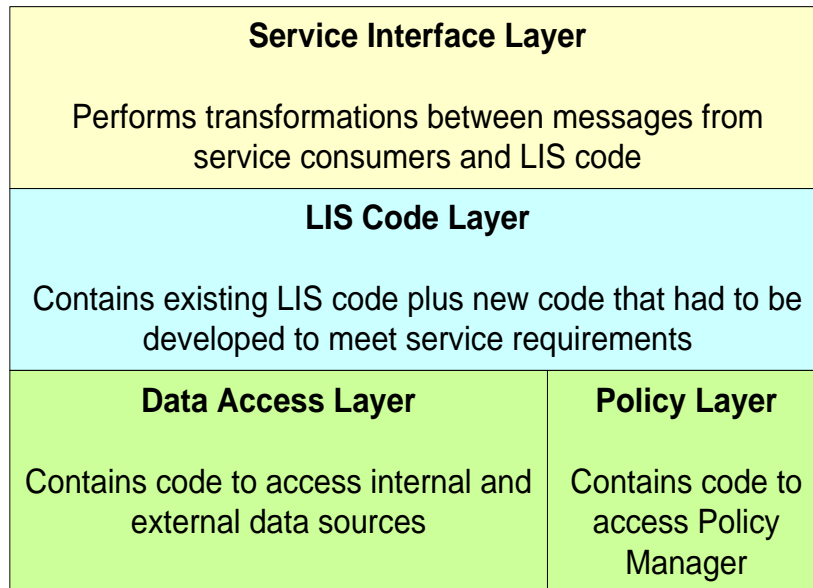 Service Interface Layer
Performs transformations between messages from
service consumers and LIS code
LIS Code Layer
Contains existing LIS code plus new code that had to be
developed to meet service requirements
Data Access Layer
Contains code to access internal and
external data sources
Policy Layer
Contains code to
access Policy
Manager